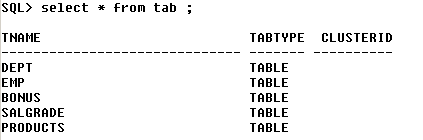 SQL> select * from tab ;
TNAME TABTYPE CLUSTERID
------------------------------ ------- ----------
DEPT TABLE
EMP TABLE
BONUS TABLE
SALGRADE TABLE
PRODUCTS TABLE